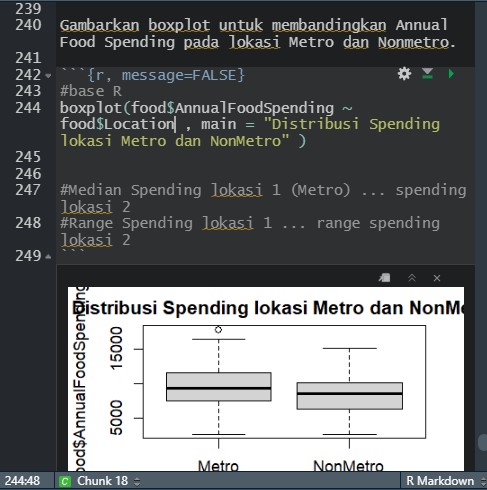 239
240 Gambarkan boxplot untuk membandingkan Annual
Food Spending pada lokasi Metro dan Nonmetro.
241
242 ```{r, message=FALSE}
243 #base R
244 boxplot(food$AnnualFoodSpending ~
food$Location , main = "Distribusi Spending
lokasi Metro dan NonMetro" )
245
246
247 #Median Spending lokasi 1 (Metro) ... spending
lokasi 2
248 #Range Spending lokasi 1 ... range spending
lokasi 2
249 ```
Distribusi Spending lokasi Metro dan NonMe
od$AnnualFoodSpending
15000
5000
Metro
NonMetro
244:48 C Chunk 18 R Markdown